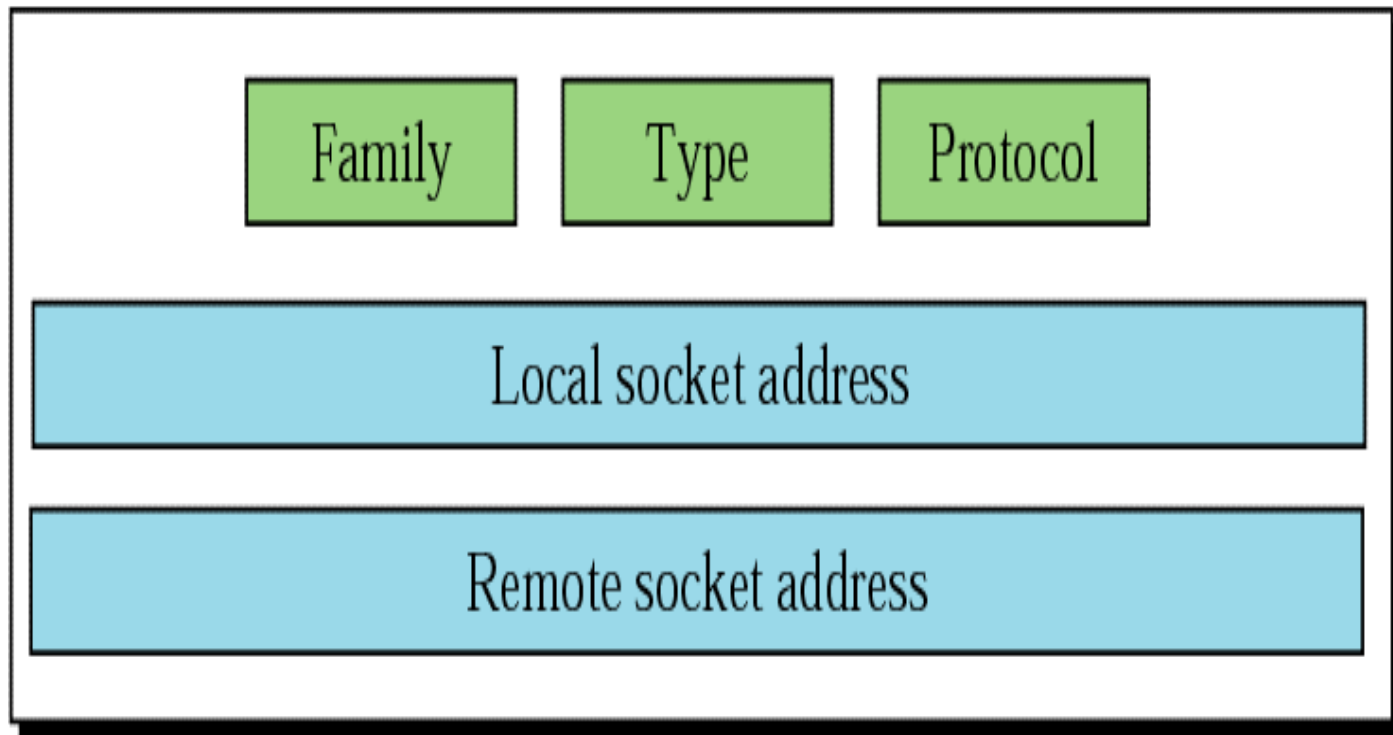 Family Type Protocol
Local socket address
Remote socket address